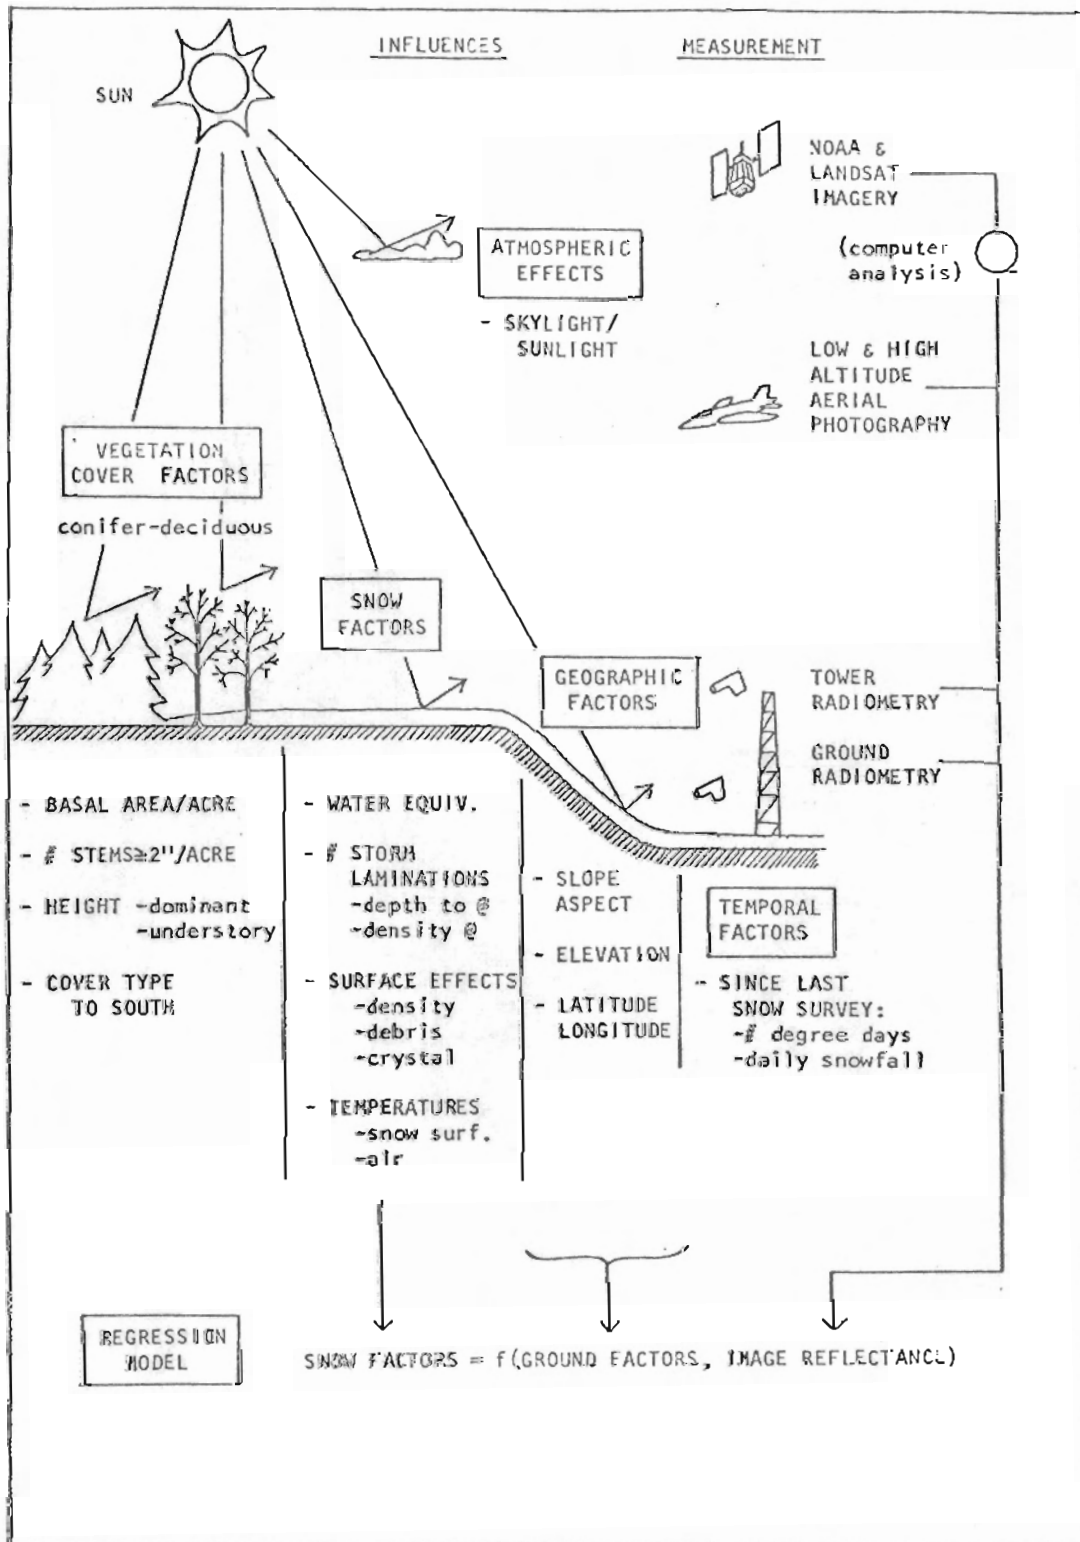 INFLUENCES
MEASUREMENT
SUN
NOAA &
LANDSAT
IMAGERY
(computer
analysis)
ATMOSPHERIC
EFFECTS
- SKYLIGHT/
SUNLIGHT
LOW & HIGH
ALTITUDE
AERIAL
PHOTOGRAPHY
VEGETATION
COVER FACTORS
conifer-deciduous
SNOW
FACTORS
GEOGRAPHIC
FACTORS
TOWER
RADIOMETRY
GROUND
RADIOMETRY
- BASAL AREA/ACRE
- # STEMS≥2"/ACRE
- HEIGHT -dominant
-understory
- COVER TYPE
TO SOUTH
- WATER EQUIV.
- # STORM
LAMINATIONS
-depth to @
-density @
- SURFACE EFFECTS
-density
-debris
-crystal
- TEMPERATURES
-snow surf.
-air
- SLOPE
ASPECT
- ELEVATION
- LATITUDE
LONGITUDE
TEMPORAL
FACTORS
- SINCE LAST
SNOW SURVEY:
-# degree days
-daily snowfall
REGRESSION
MODEL
SNOW FACTORS = f(GROUND FACTORS, IMAGE REFLECTANCE)